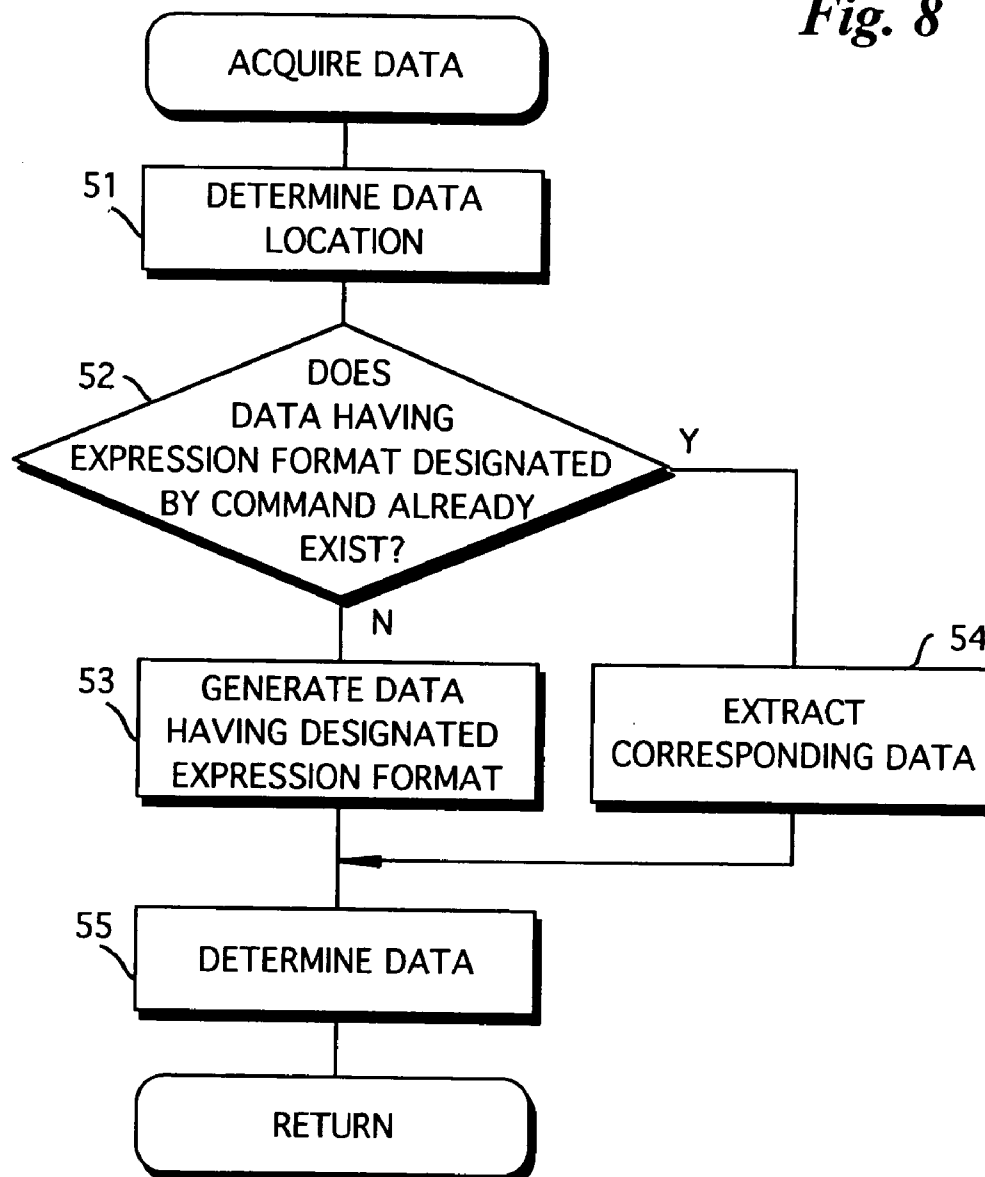 Fig. 8
ACQUIRE DATA
51
DETERMINE DATA
LOCATION
52
DOES
DATA HAVING
EXPRESSION FORMAT DESIGNATED
BY COMMAND ALREADY
EXIST?
Y
N
53
GENERATE DATA
HAVING DESIGNATED
EXPRESSION FORMAT
54
EXTRACT
CORRESPONDING DATA
55
DETERMINE DATA
RETURN